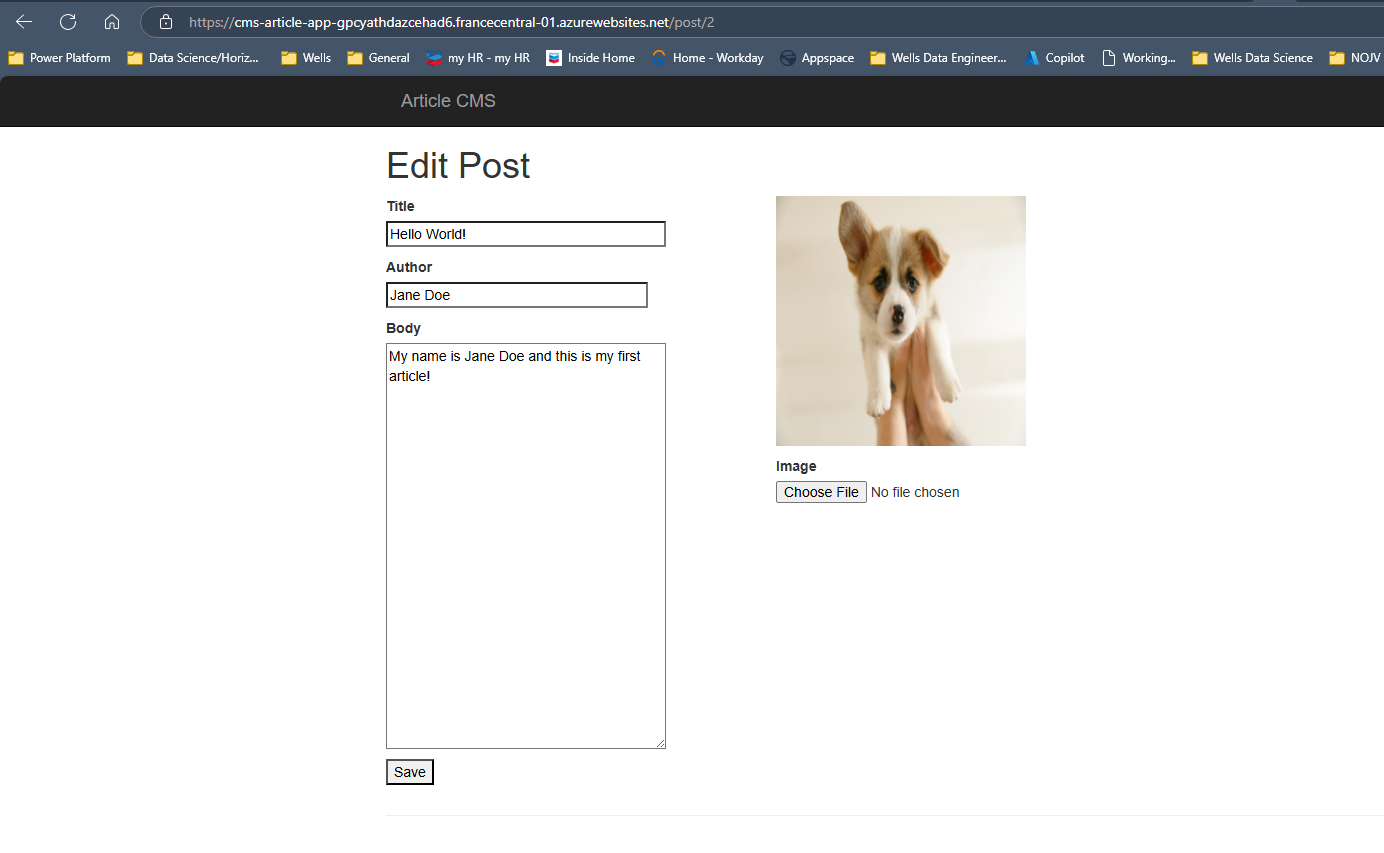 https://cms-article-app-gpcyathdazcehad6.francecentral-01.azurewebsites.net/post/2
Power Platform Data Science/Horiz... Wells General my HR - my HR Inside Home Home - Workday Appspace Wells Data Engineer... Copilot Working... Wells Data Science NOJV
Article CMS
Edit Post
Title
Hello World!
Author
Jane Doe
Body
My name is Jane Doe and this is my first
article!
Save
Image
Choose File No file chosen